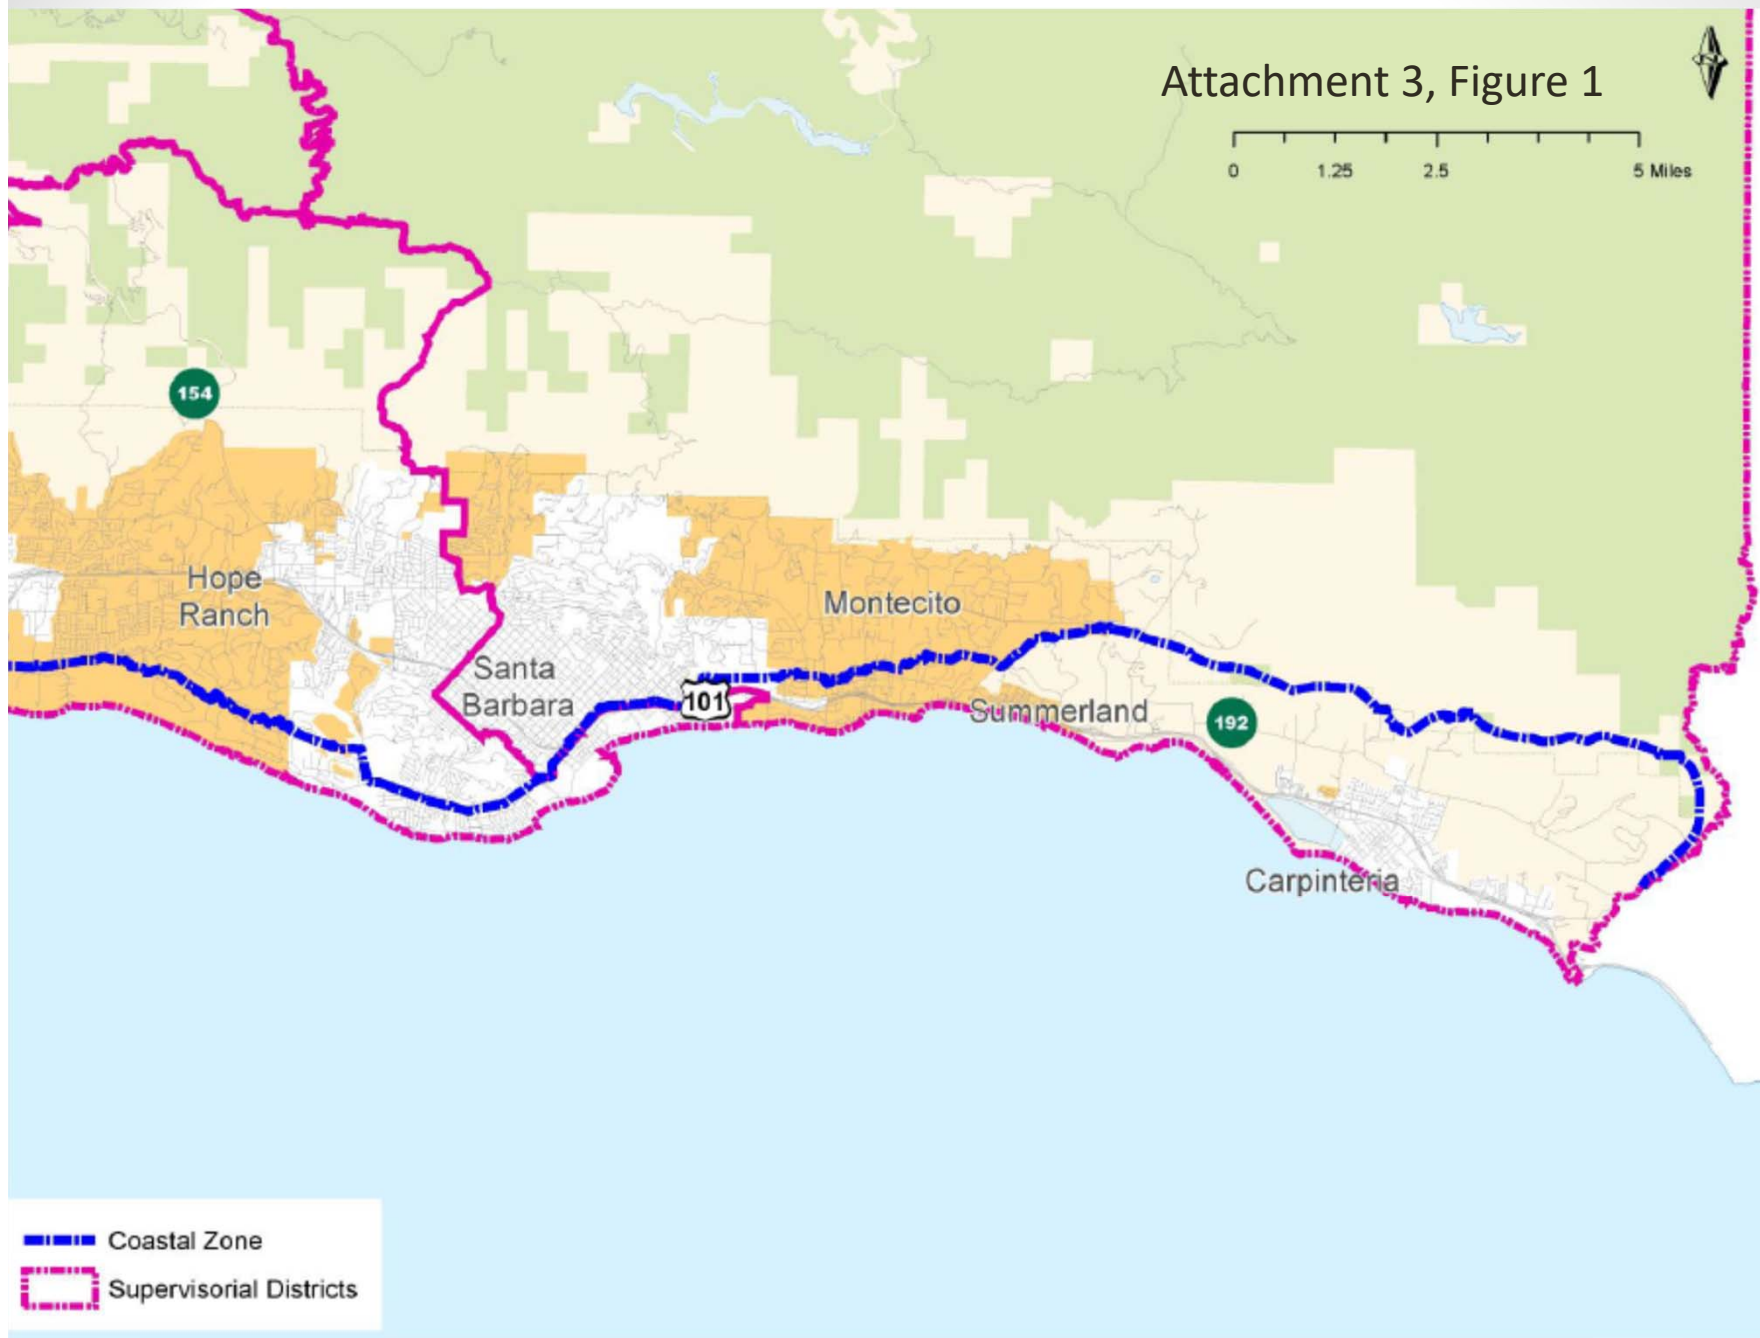 Attachment 3, Figure 1
0 1.25 2.5 5 Miles
154
Hope
Ranch
Montecito
Santa
Barbara
101
Summerland
192
Carpinteria
Coastal Zone
Supervisorial Districts